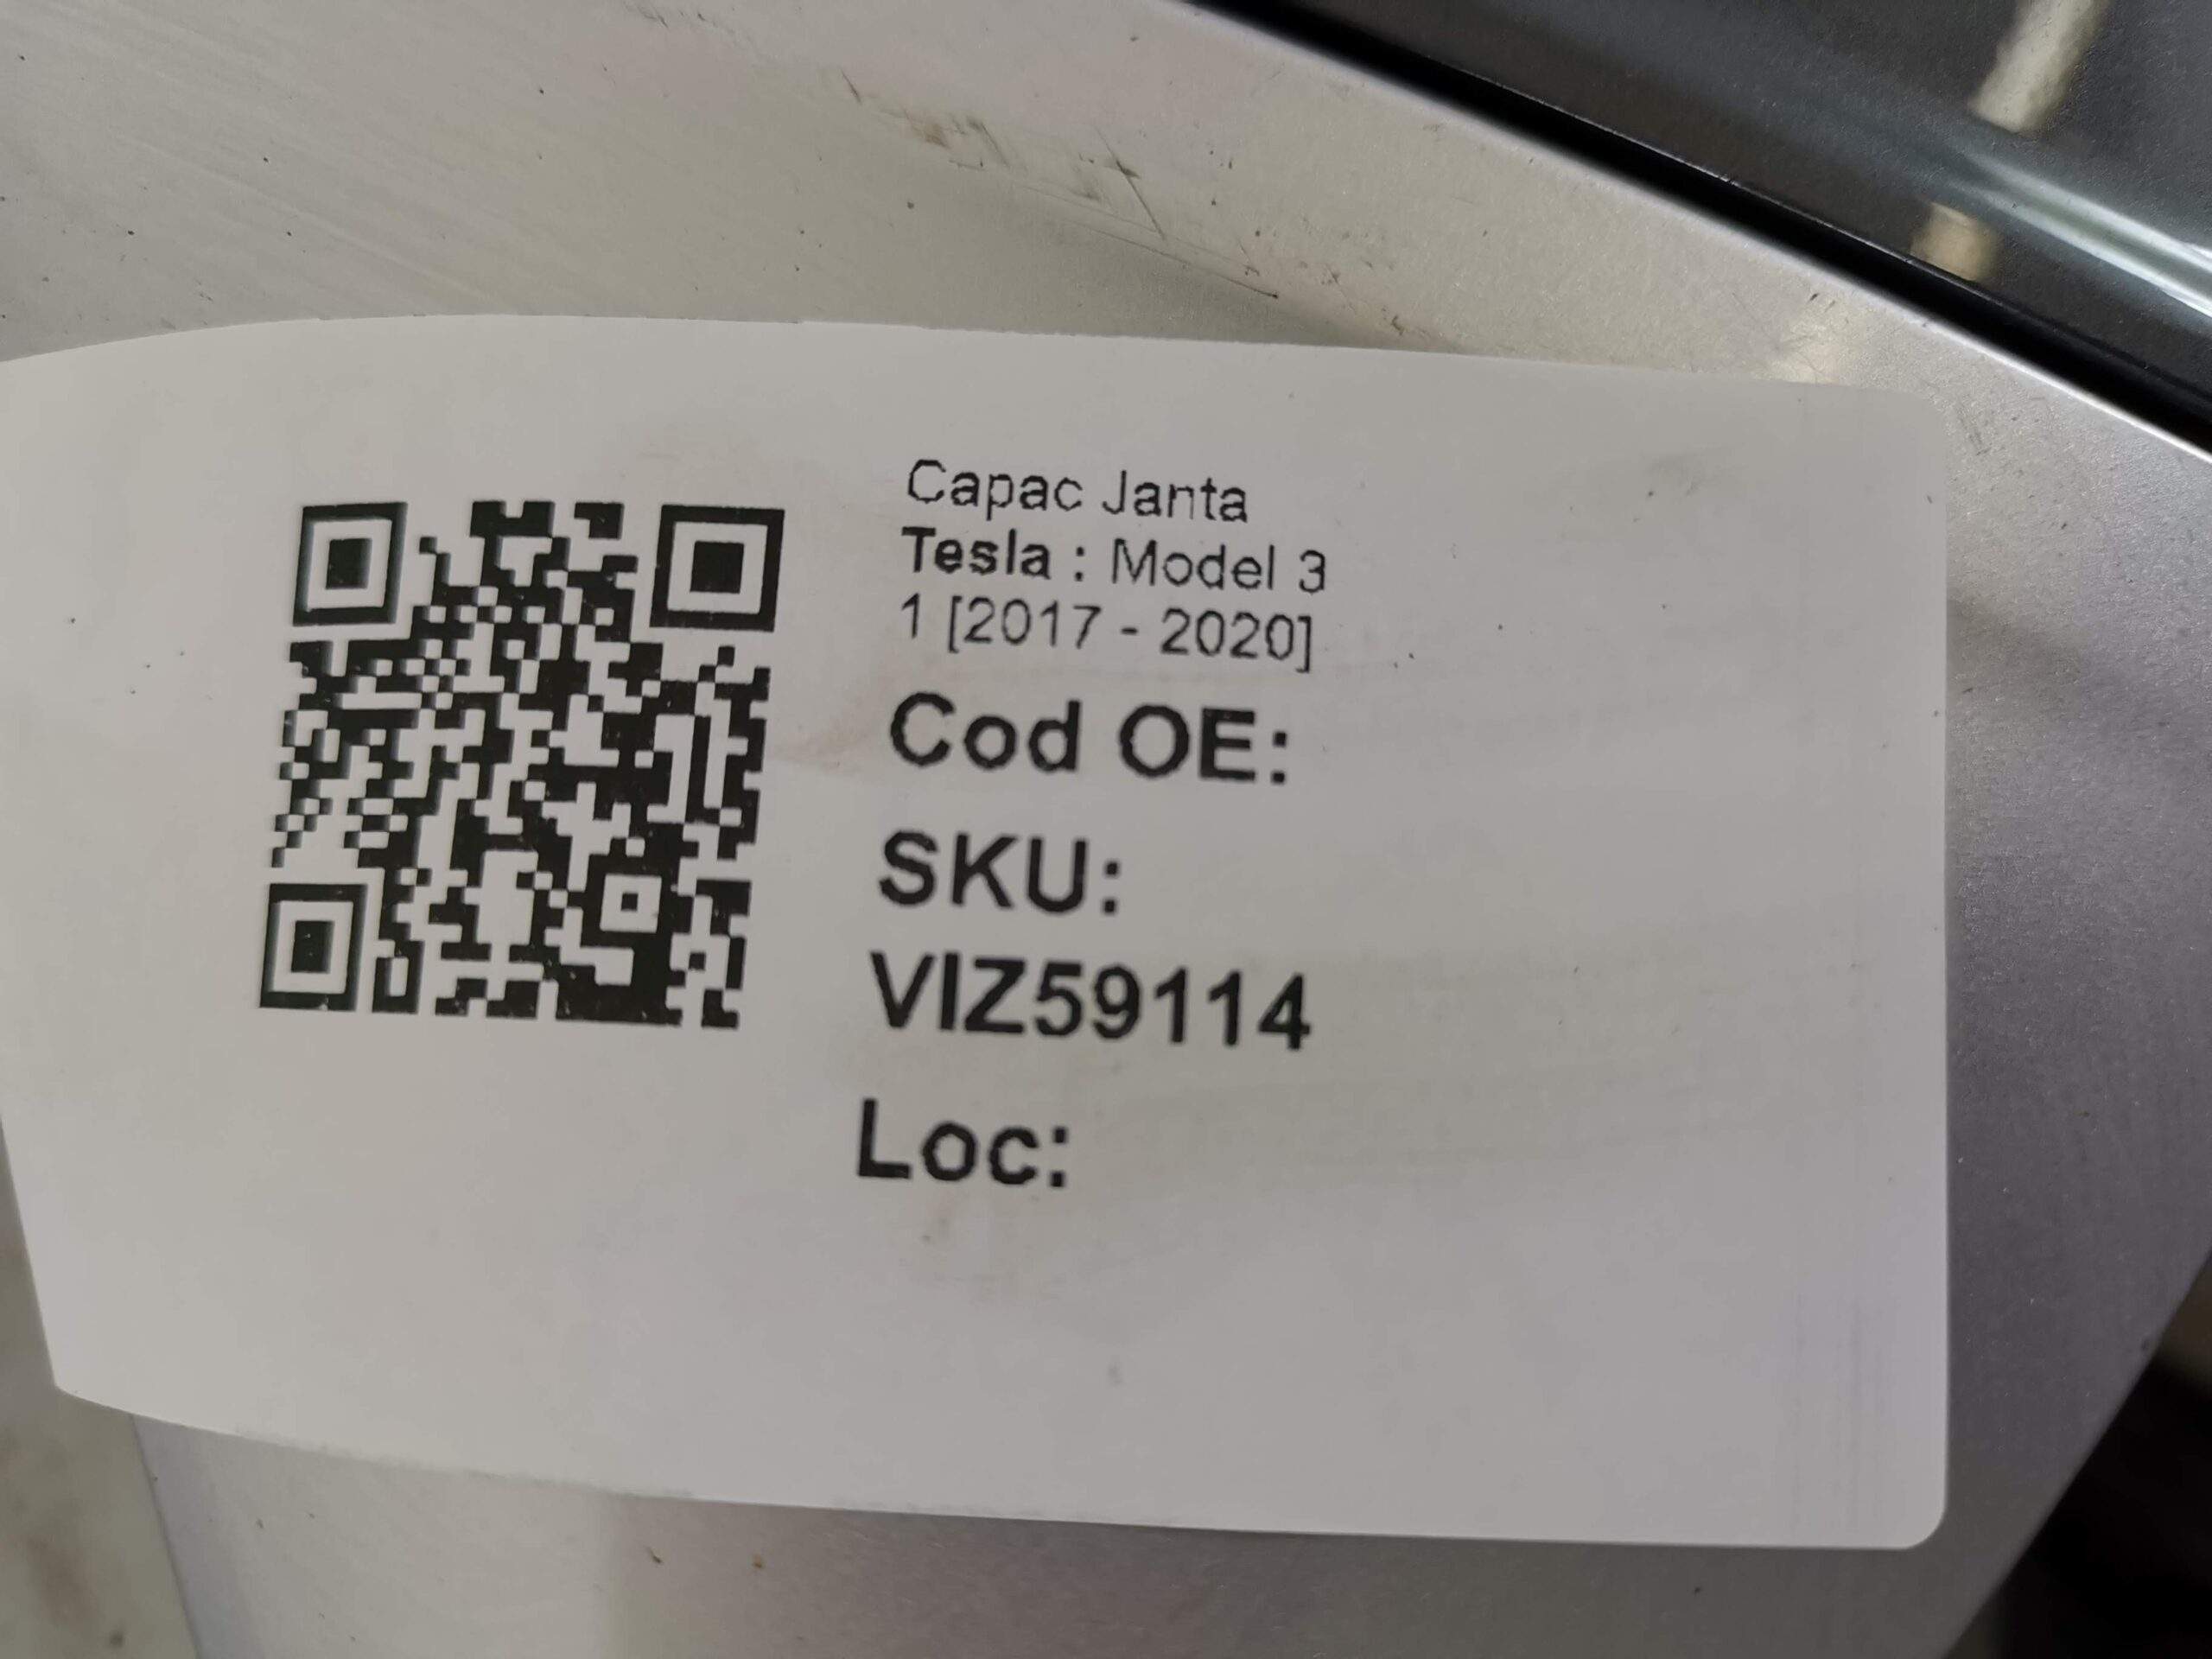 Capac Janta
Tesla : Model 3
1 [2017 - 2020]
Cod OE:
SKU:
VIZ59114
Loc: